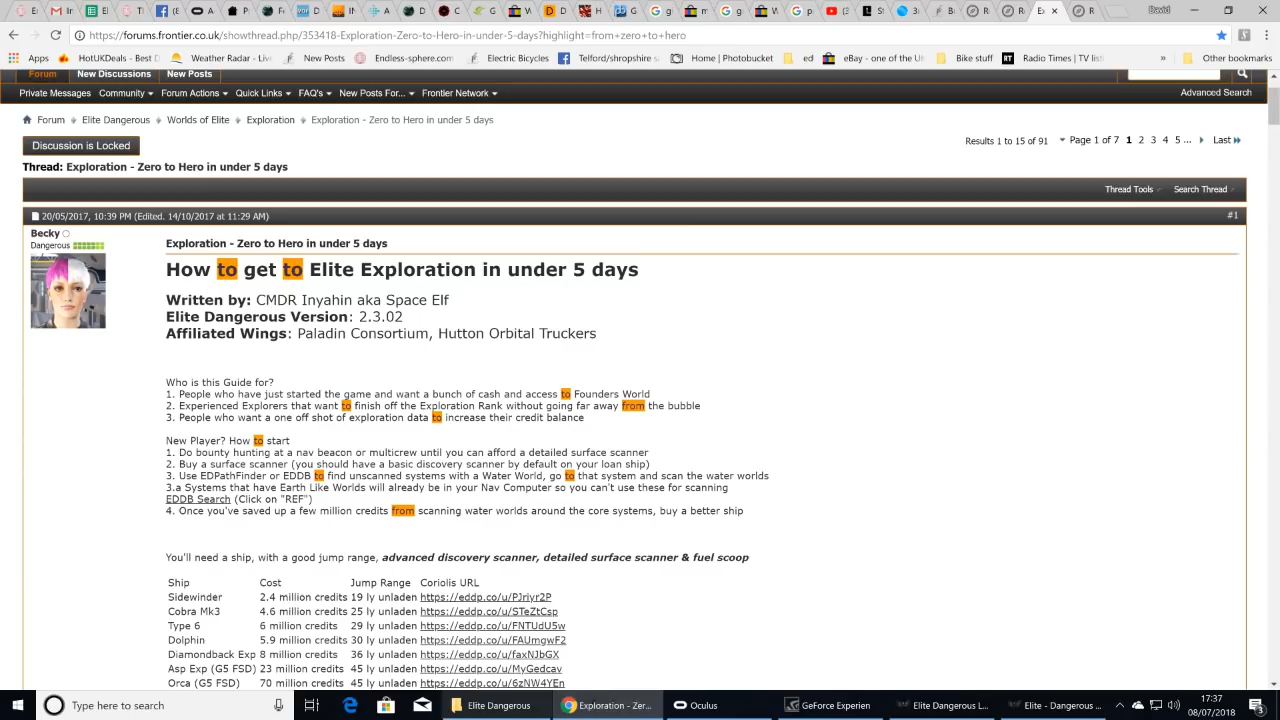 https://forums.frontier.co.uk/showthread.php/353418-Exploration-Zero-to-Hero-in-under-5-days?highlight=from+zero+to+hero
Apps HotUKDeals - Best D Weather Radar - Live New Posts Endless-sphere.com Electric Bicycles Telford/shropshire sa Home | Photobucket ed eBay - one of the UK Bike stuff Radio Times | TV listi » Other bookmarks
Forum New Discussions New Posts
Private Messages Community Forum Actions Quick Links FAQ's New Posts For... Frontier Network Advanced Search
Forum Elite Dangerous Worlds of Elite Exploration Exploration - Zero to Hero in under 5 days
Discussion is Locked
Results 1 to 15 of 91 Page 1 of 7 1 2 3 4 5 ... Last
Thread: Exploration - Zero to Hero in under 5 days
Thread Tools Search Thread
20/05/2017, 10:39 PM (Edited. 14/10/2017 at 11:29 AM) #1
Becky
Dangerous
Exploration - Zero to Hero in under 5 days
How to get to Elite Exploration in under 5 days
Written by: CMDR Inyahin aka Space Elf
Elite Dangerous Version: 2.3.02
Affiliated Wings: Paladin Consortium, Hutton Orbital Truckers
Who is this Guide for?
1. People who have just started the game and want a bunch of cash and access to Founders World
2. Experienced Explorers that want to finish off the Exploration Rank without going far away from the bubble
3. People who want a one off shot of exploration data to increase their credit balance
New Player? How to start
1. Do bounty hunting at a nav beacon or multicrew until you can afford a detailed surface scanner
2. Buy a surface scanner (you should have a basic discovery scanner by default on your loan ship)
3. Use EDPathFinder or EDDB to find unscanned systems with a Water World, go to that system and scan the water worlds
3.a Systems that have Earth Like Worlds will already be in your Nav Computer so you can't use these for scanning
EDDB Search (Click on "REF")
4. Once you've saved up a few million credits from scanning water worlds around the core systems, buy a better ship
You'll need a ship, with a good jump range, advanced discovery scanner, detailed surface scanner & fuel scoop
Ship Cost Jump Range Coriolis URL
Sidewinder 2.4 million credits 19 ly unladen https://eddp.co/u/PJriyr2P
Cobra Mk3 4.6 million credits 25 ly unladen https://eddp.co/u/STeZtCsp
Type 6 6 million credits 29 ly unladen https://eddp.co/u/FNTUdU5w
Dolphin 5.9 million credits 30 ly unladen https://eddp.co/u/FAUmgwF2
Diamondback Exp 8 million credits 36 ly unladen https://eddp.co/u/faxNJbGX
Asp Exp (G5 FSD) 23 million credits 45 ly unladen https://eddp.co/u/MyGedcav
Orca (G5 FSD) 70 million credits 45 ly unladen https://eddp.co/u/6zNW4YEn
Type here to search Elite Dangerous Exploration - Zer... Oculus GeForce Experien Elite Dangerous L... Elite - Dangerous ... 17:37
08/07/2018
3